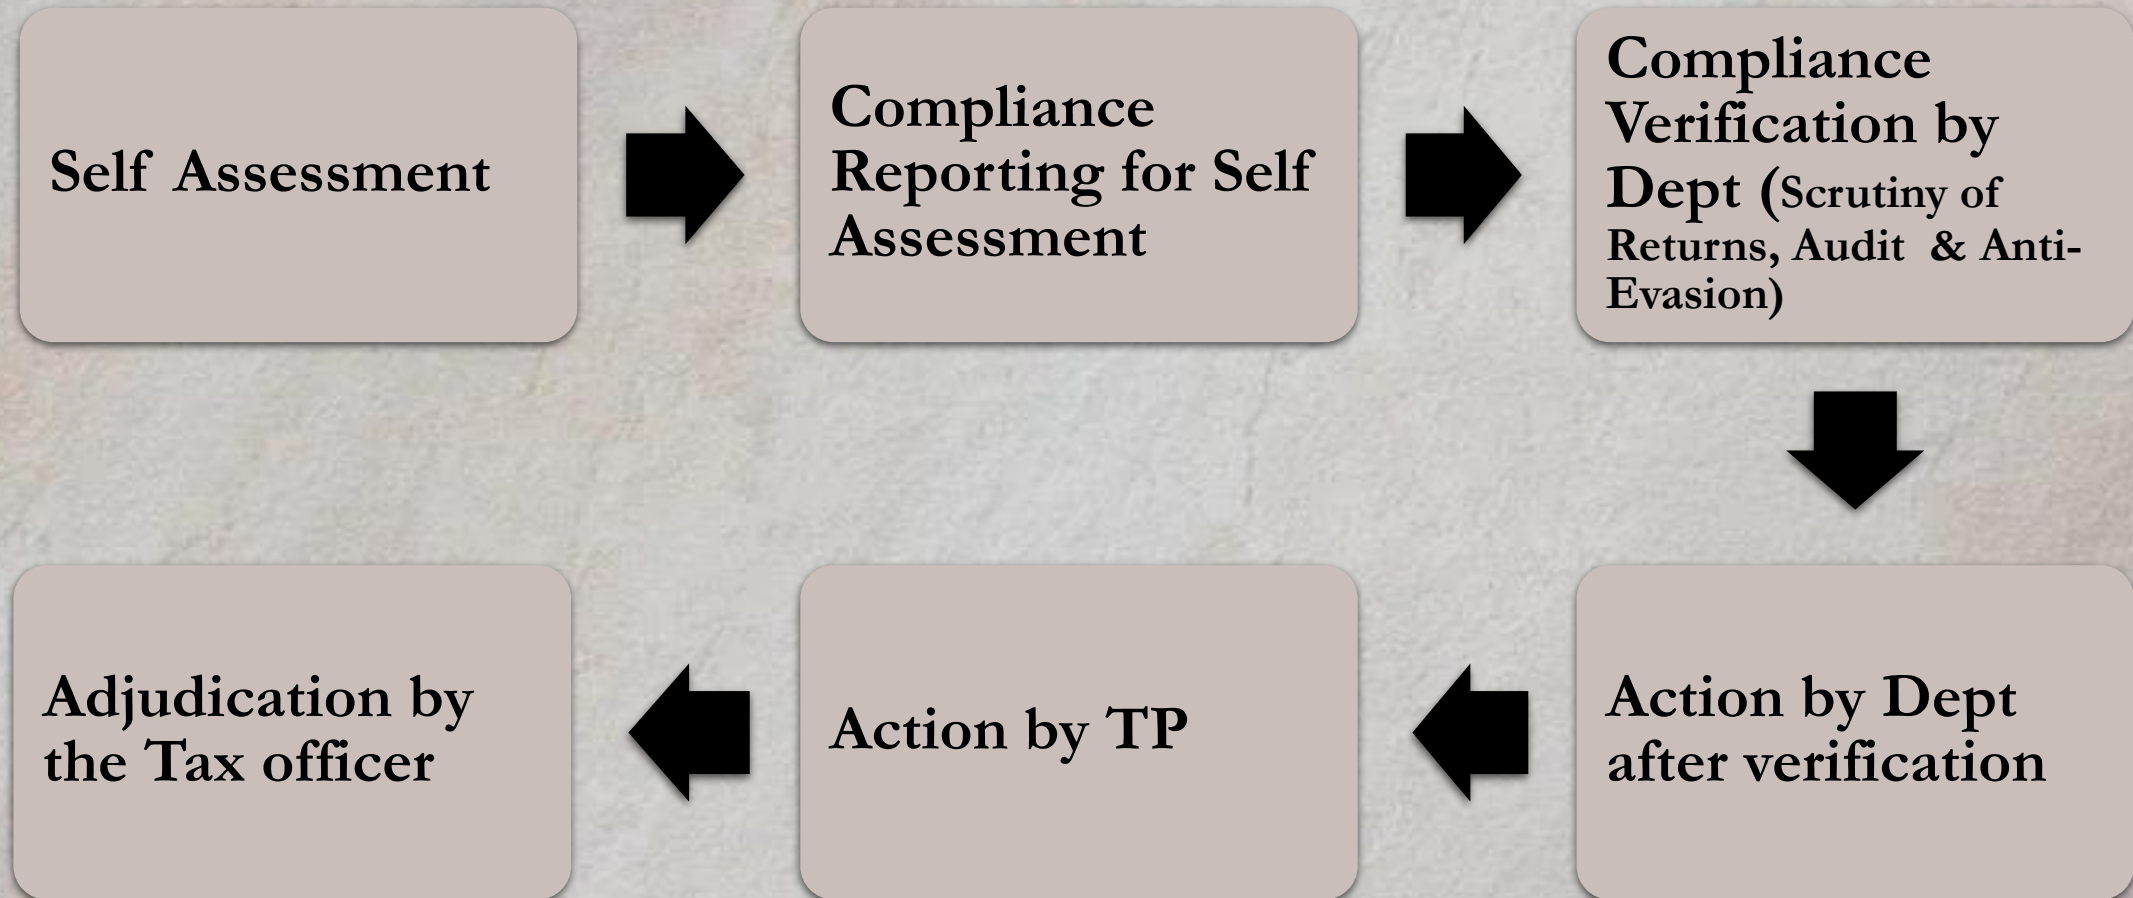 Self Assessment
Compliance
Reporting for Self
Assessment
Compliance
Verification by
Dept (Scrutiny of
Returns, Audit & Anti-
Evasion)
Action by Dept
after verification
Action by TP
Adjudication by
the Tax officer